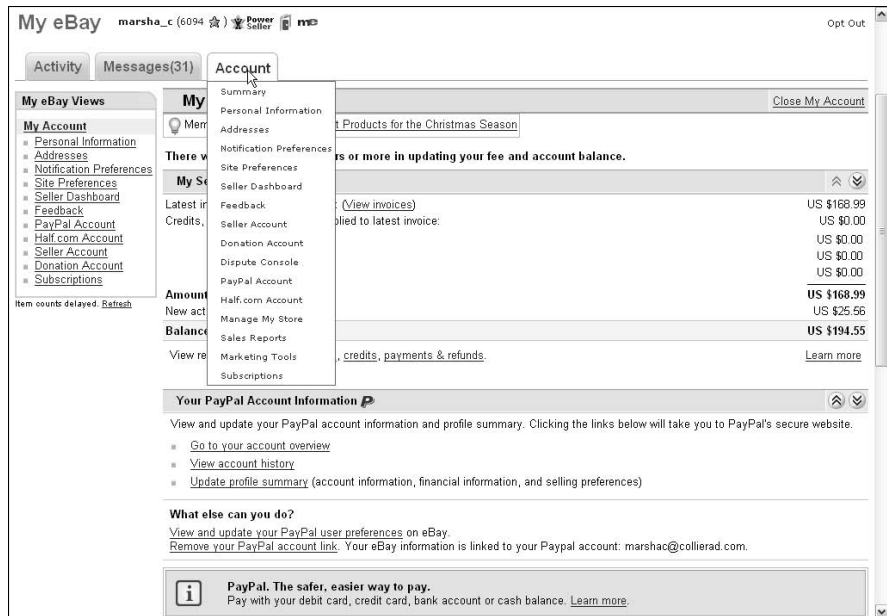 My eBay marsha_c (6094 ) Power Seller me Opt Out
Activity Messages(31) Account
My eBay Views
My Account
Personal Information
Addresses
Notification Preferences
Site Preferences
Seller Dashboard
Feedback
PayPal Account
Half.com Account
Seller Account
Donation Account
Subscriptions
Item counts delayed. Refresh
Summary
Personal Information
Addresses
Notification Preferences
Site Preferences
Seller Dashboard
Feedback
Seller Account
Donation Account
Dispute Console
PayPal Account
Half.com Account
Manage My Store
Sales Reports
Marketing Tools
Subscriptions
My Close My Account
t Products for the Christmas Season
There w rs or more in updating your fee and account balance.
My Se
Latest in : (View invoices) US $168.99
Credits, plied to latest invoice: US $0.00
US $0.00
US $0.00
US $0.00
Amount US $168.99
New act US $25.56
Balance US $194.55
View re , credits, payments & refunds. Learn more
Your PayPal Account Information P
View and update your PayPal account information and profile summary. Clicking the links below will take you to PayPal's secure website.
Go to your account overview
View account history
Update profile summary (account information, financial information, and selling preferences)
What else can you do?
View and update your PayPal user preferences on eBay.
Remove your PayPal account link. Your eBay information is linked to your Paypal account: marshac@collierad.com.
i PayPal. The safer, easier way to pay.
Pay with your debit card, credit card, bank account or cash balance. Learn more.